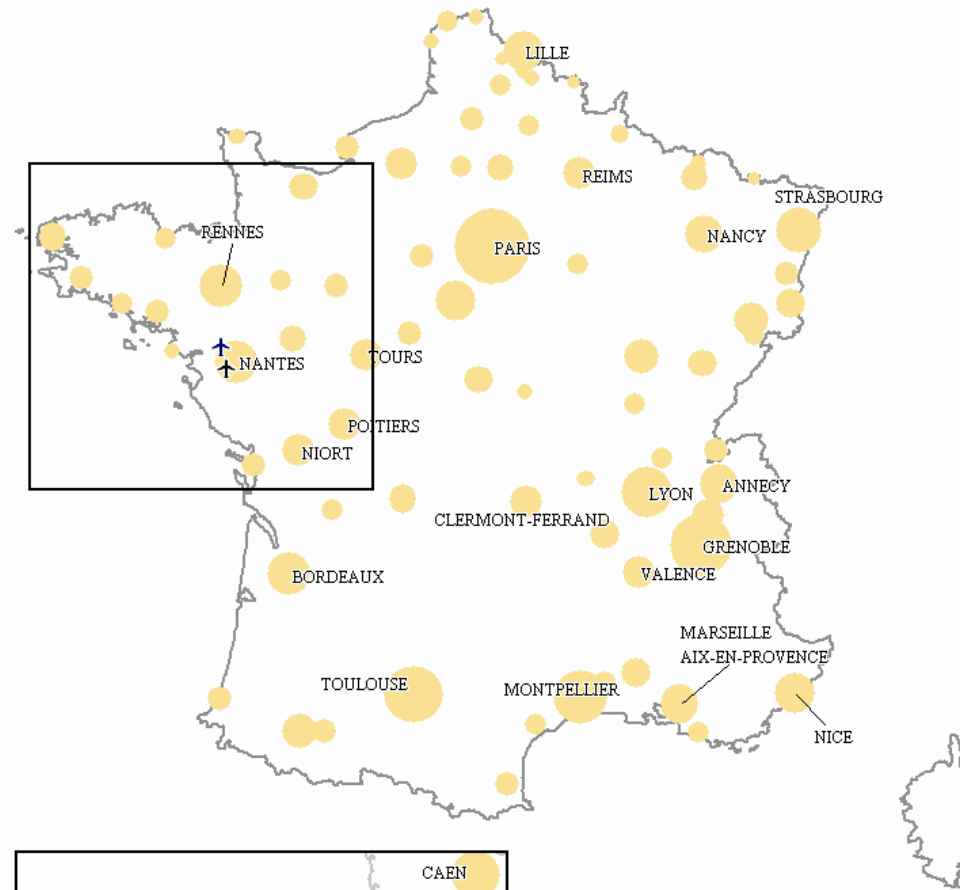 LILLE
REIMS
STRASBOURG
RENNES
NANCY
PARIS
TOURS
NANTES
POITIERS
NIORT
ANNECY
LYON
CLERMONT-FERRAND
GRENOBLE
VALENCE
BORDEAUX
MARSEILLE
AIX-EN-PROVENCE
TOULOUSE
MONTPELLIER
NICE
CAEN